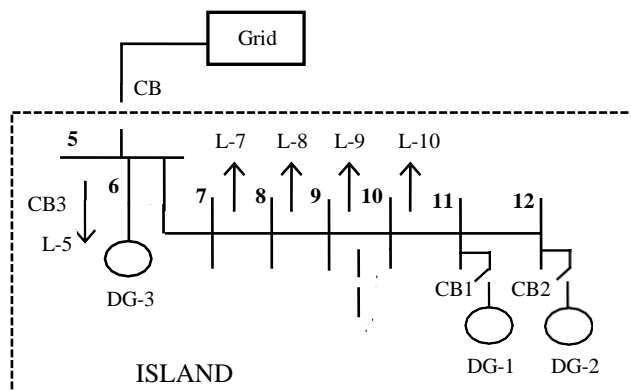 Grid
CB
5
L-7
L-8
L-9
L-10
6
CB3
L-5
7
8
9
10
11
12
DG-3
CB1
CB2
DG-1
DG-2
ISLAND